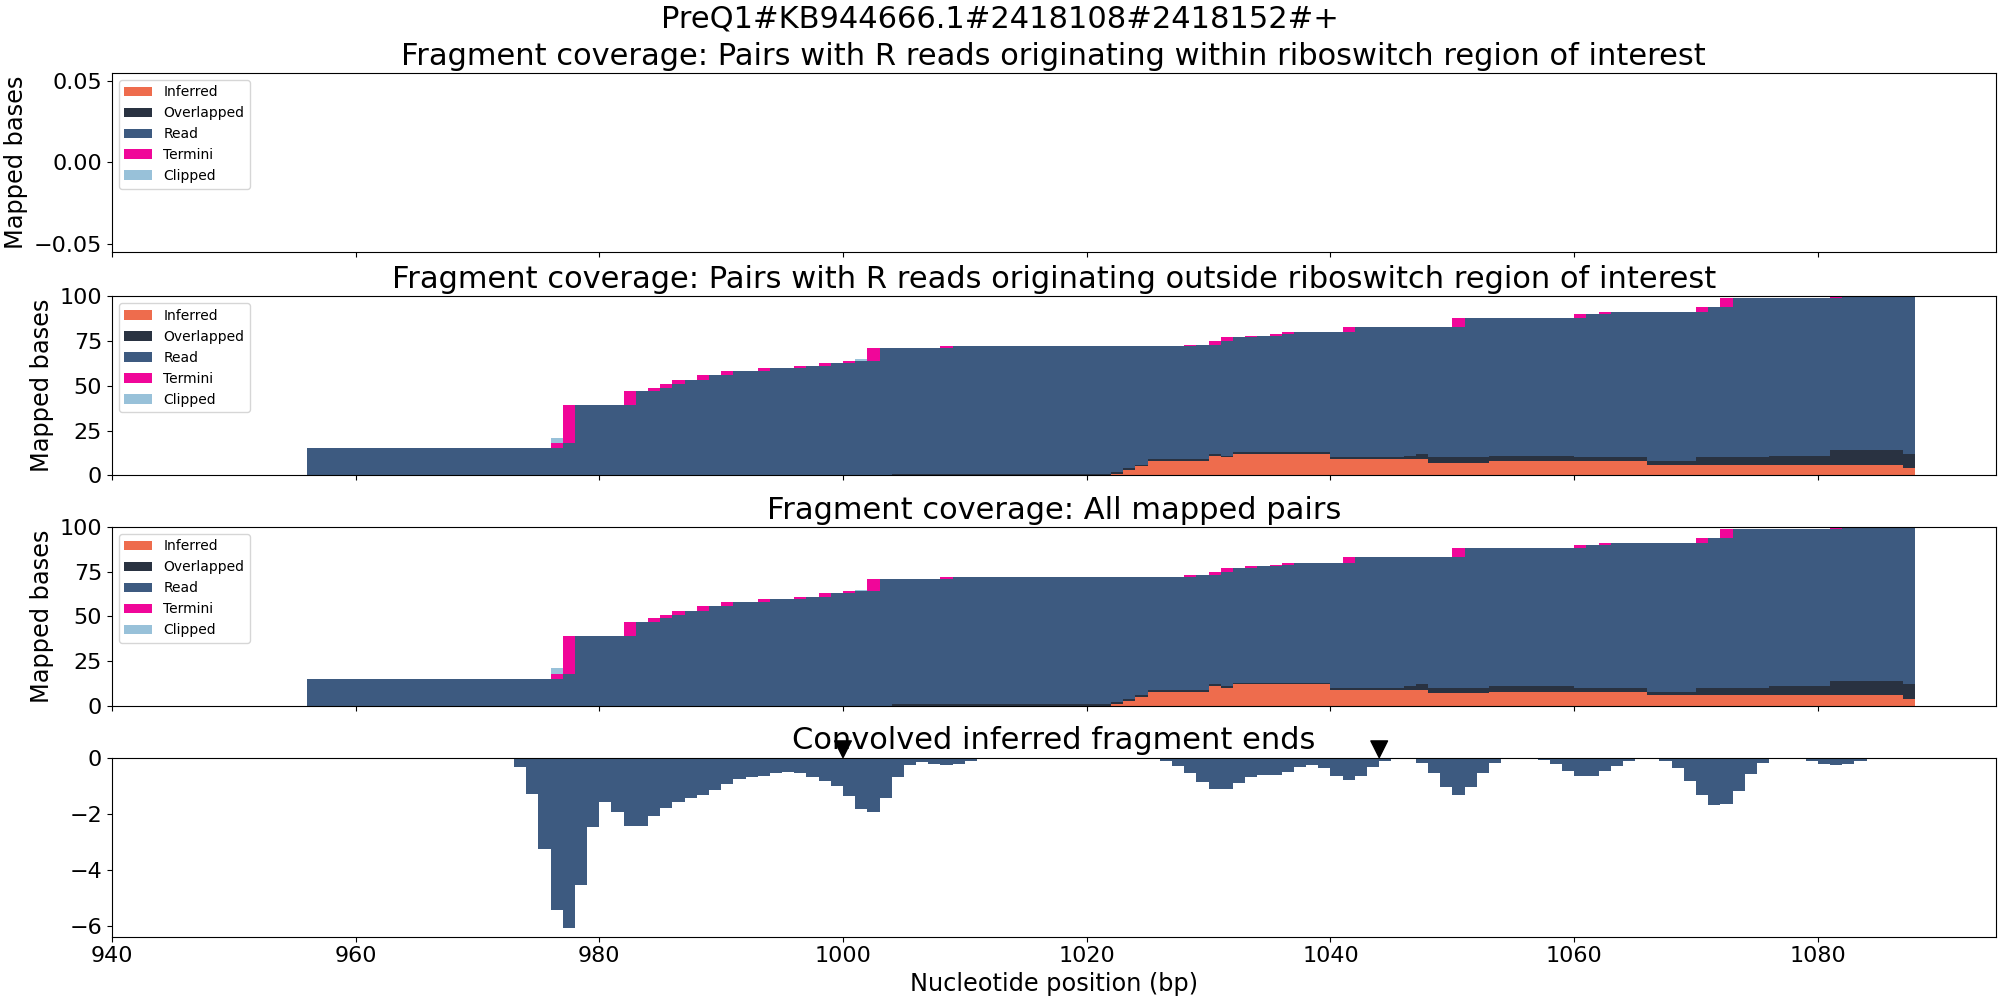 PreQ1#KB944666.1#2418108#2418152#+
Fragment coverage: Pairs with R reads originating within riboswitch region of interest
Mapped bases
0.05
0.00
−0.05
Inferred
Overlapped
Read
Termini
Clipped
Fragment coverage: Pairs with R reads originating outside riboswitch region of interest
Mapped bases
100
75
50
25
0
Inferred
Overlapped
Read
Termini
Clipped
Fragment coverage: All mapped pairs
Mapped bases
100
75
50
25
0
Inferred
Overlapped
Read
Termini
Clipped
Convolved inferred fragment ends
0
−2
−4
−6
940 960 980 1000 1020 1040 1060 1080
Nucleotide position (bp)